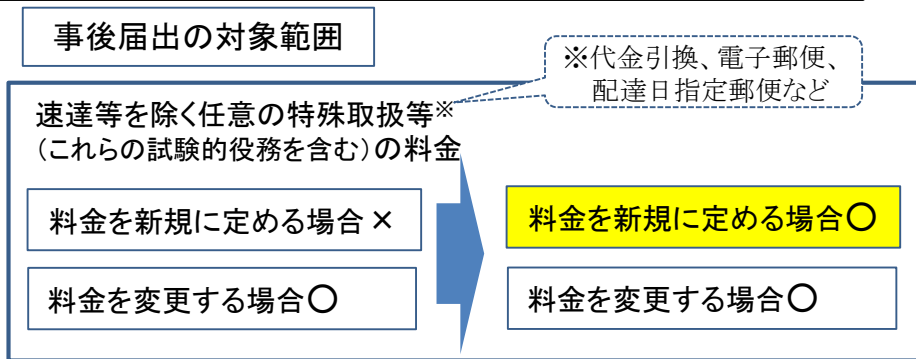 事後届出の対象範囲
※代金引換、電子郵便、
配達日指定郵便など
速達等を除く任意の特殊取扱等※
（これらの試験的役務を含む）の料金
料金を新規に定める場合×
料金を変更する場合○
料金を新規に定める場合○
料金を変更する場合○